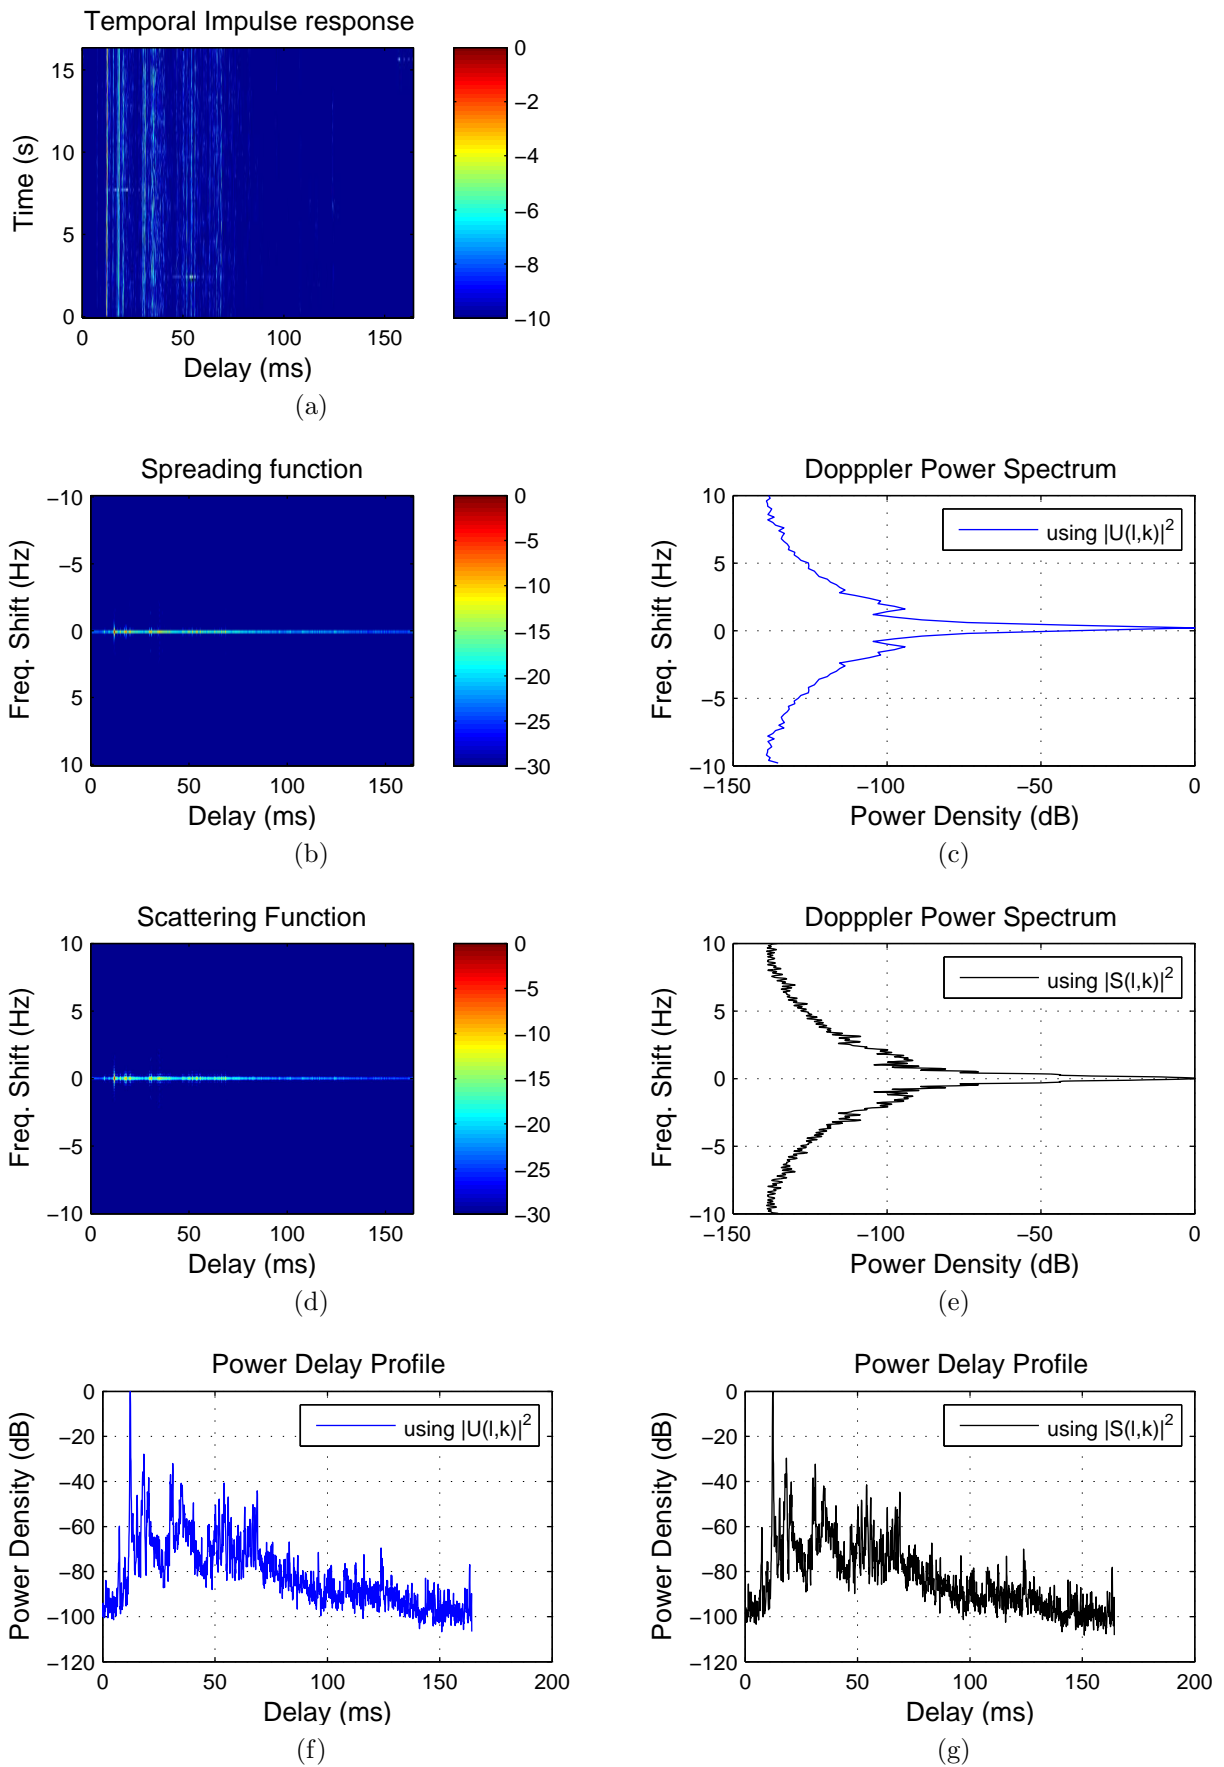 Temporal Impulse response
15
10
5
0
Time (s)
0 50 100 150
Delay (ms)
0
−2
−4
−6
−8
−10
(a)
Spreading function
−10
−5
0
5
10
Freq. Shift (Hz)
0 50 100 150
Delay (ms)
0
−5
−10
−15
−20
−25
−30
(b)
Dopppler Power Spectrum
10
5
0
−5
−10
Freq. Shift (Hz)
using |U(l,k)|²
−150 −100 −50 0
Power Density (dB)
(c)
Scattering Function
10
5
0
−5
−10
Freq. Shift (Hz)
0 50 100 150
Delay (ms)
0
−5
−10
−15
−20
−25
−30
(d)
Dopppler Power Spectrum
10
5
0
−5
−10
Freq. Shift (Hz)
using |S(l,k)|²
−150 −100 −50 0
Power Density (dB)
(e)
Power Delay Profile
0
−20
−40
−60
−80
−100
−120
Power Density (dB)
using |U(l,k)|²
0 50 100 150 200
Delay (ms)
(f)
Power Delay Profile
0
−20
−40
−60
−80
−100
−120
Power Density (dB)
using |S(l,k)|²
0 50 100 150 200
Delay (ms)
(g)